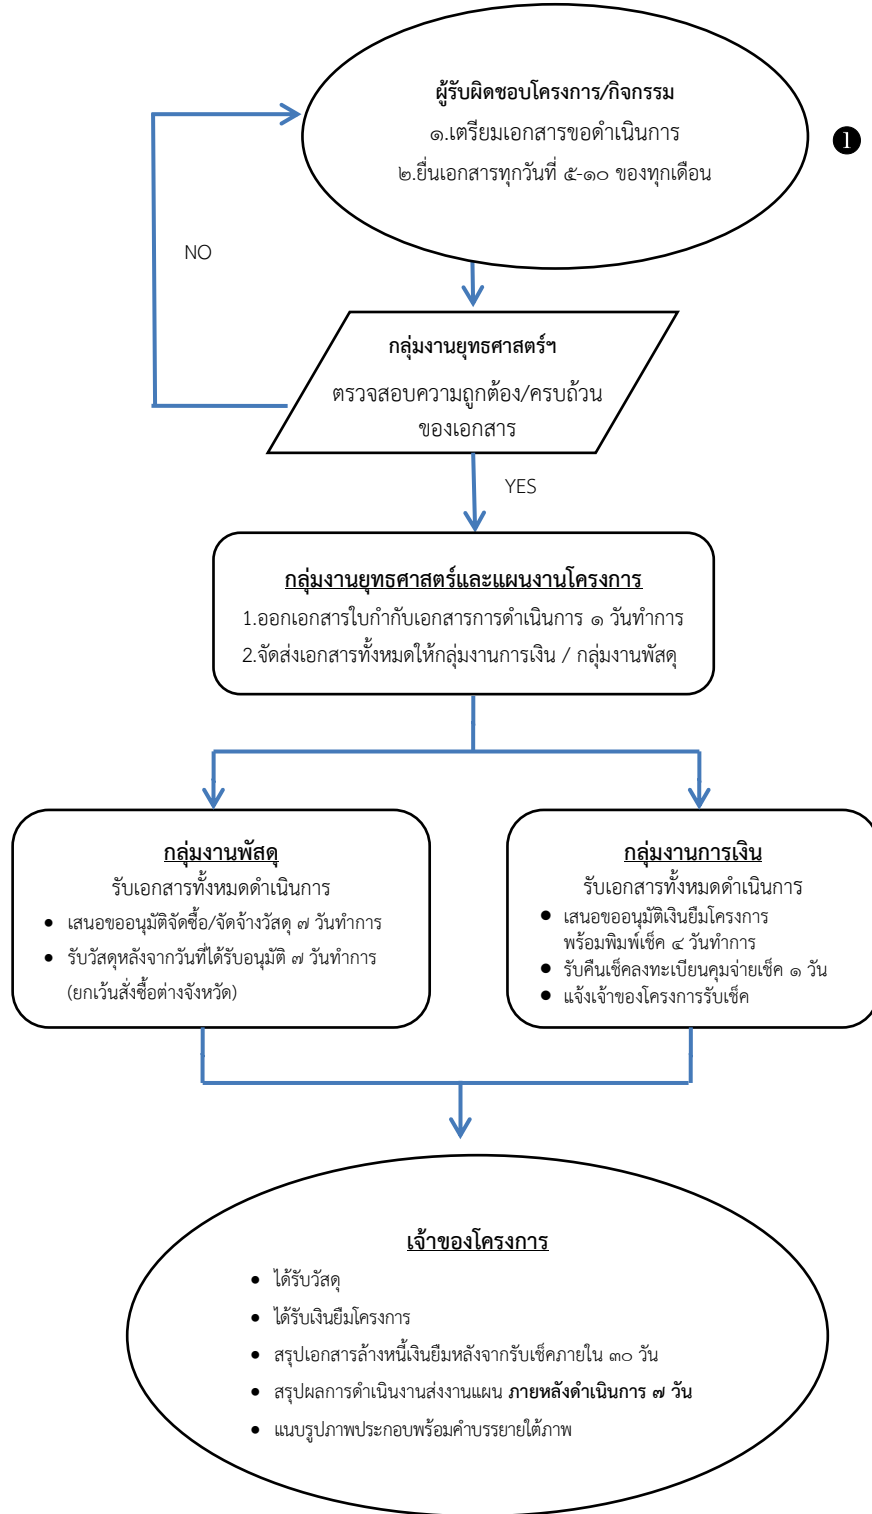 ผู้รับผิดชอบโครงการ/กิจกรรม
๑.เตรียมเอกสารขอดำเนินการ
๒.ยื่นเอกสารทุกวันที่ ๕-๑๐ ของทุกเดือน
❶
NO
กลุ่มงานยุทธศาสตร์ฯ
ตรวจสอบความถูกต้อง/ครบถ้วน
ของเอกสาร
YES
กลุ่มงานยุทธศาสตร์และแผนงานโครงการ
1.ออกเอกสารใบกำกับเอกสารการดำเนินการ ๑ วันทำการ
2.จัดส่งเอกสารทั้งหมดให้กลุ่มงานการเงิน / กลุ่มงานพัสดุ
กลุ่มงานพัสดุ
รับเอกสารทั้งหมดดำเนินการ
• เสนอขออนุมัติจัดซื้อ/จัดจ้างวัสดุ ๗ วันทำการ
• รับวัสดุหลังจากวันที่ได้รับอนุมัติ ๗ วันทำการ
(ยกเว้นสั่งซื้อต่างจังหวัด)
กลุ่มงานการเงิน
รับเอกสารทั้งหมดดำเนินการ
• เสนอขออนุมัติเงินยืมโครงการ
พร้อมพิมพ์เช็ค ๔ วันทำการ
• รับคืนเช็คลงทะเบียนคุมจ่ายเช็ค ๑ วัน
• แจ้งเจ้าของโครงการรับเช็ค
เจ้าของโครงการ
• ได้รับวัสดุ
• ได้รับเงินยืมโครงการ
• สรุปเอกสารล้างหนี้เงินยืมหลังจากรับเช็คภายใน ๓๐ วัน
• สรุปผลการดำเนินงานส่งงานแผน ภายหลังดำเนินการ ๗ วัน
• แนบรูปภาพประกอบพร้อมคำบรรยายใต้ภาพ